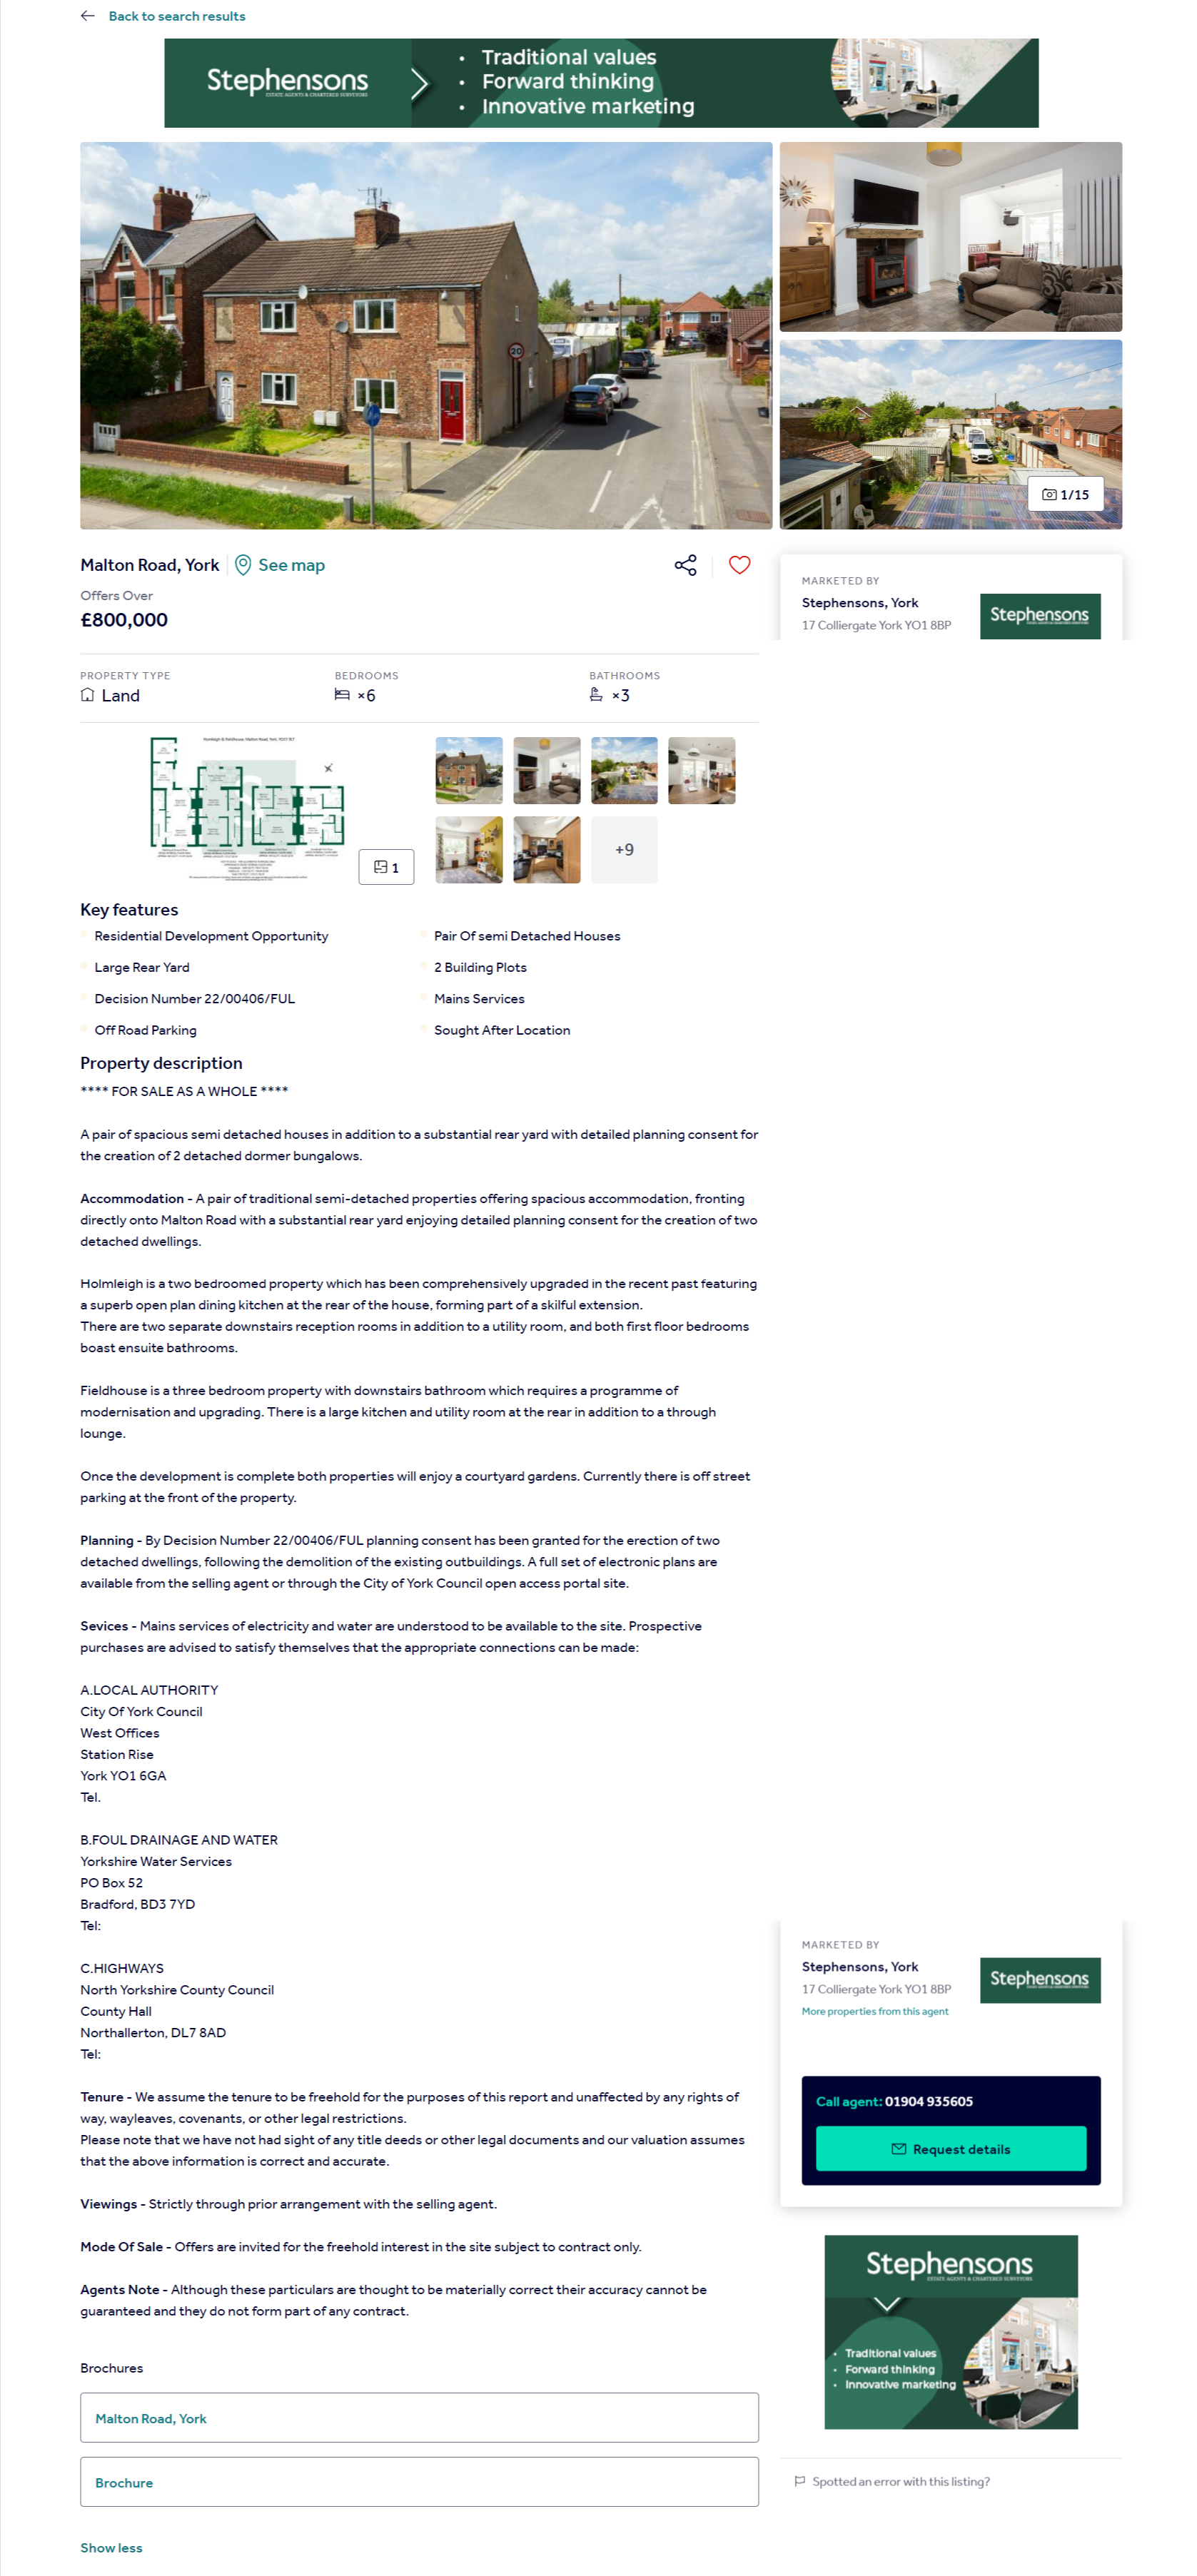 Back to search results
Stephensons
ESTATE AGENTS & CHARTERED SURVEYORS
• Traditional values
• Forward thinking
• Innovative marketing
20
1/15
Malton Road, York
See map
Offers Over
£800,000
MARKETED BY
Stephensons, York
17 Colliergate York YO1 8BP
Stephensons
PROPERTY TYPE
BEDROOMS
BATHROOMS
Land
×6
×3
1
+9
Key features
Residential Development Opportunity
Pair Of semi Detached Houses
Large Rear Yard
2 Building Plots
Decision Number 22/00406/FUL
Mains Services
Off Road Parking
Sought After Location
Property description
**** FOR SALE AS A WHOLE ****
A pair of spacious semi detached houses in addition to a substantial rear yard with detailed planning consent for
the creation of 2 detached dormer bungalows.
Accommodation - A pair of traditional semi-detached properties offering spacious accommodation, fronting
directly onto Malton Road with a substantial rear yard enjoying detailed planning consent for the creation of two
detached dwellings.
Holmleigh is a two bedroomed property which has been comprehensively upgraded in the recent past featuring
a superb open plan dining kitchen at the rear of the house, forming part of a skilful extension.
There are two separate downstairs reception rooms in addition to a utility room, and both first floor bedrooms
boast ensuite bathrooms.
Fieldhouse is a three bedroom property with downstairs bathroom which requires a programme of
modernisation and upgrading. There is a large kitchen and utility room at the rear in addition to a through
lounge.
Once the development is complete both properties will enjoy a courtyard gardens. Currently there is off street
parking at the front of the property.
Planning - By Decision Number 22/00406/FUL planning consent has been granted for the erection of two
detached dwellings, following the demolition of the existing outbuildings. A full set of electronic plans are
available from the selling agent or through the City of York Council open access portal site.
Sevices - Mains services of electricity and water are understood to be available to the site. Prospective
purchases are advised to satisfy themselves that the appropriate connections can be made:
A.LOCAL AUTHORITY
City Of York Council
West Offices
Station Rise
York YO1 6GA
Tel.
B.FOUL DRAINAGE AND WATER
Yorkshire Water Services
PO Box 52
Bradford, BD3 7YD
Tel:
C.HIGHWAYS
North Yorkshire County Council
County Hall
Northallerton, DL7 8AD
Tel:
Tenure - We assume the tenure to be freehold for the purposes of this report and unaffected by any rights of
way, wayleaves, covenants, or other legal restrictions.
Please note that we have not had sight of any title deeds or other legal documents and our valuation assumes
that the above information is correct and accurate.
Viewings - Strictly through prior arrangement with the selling agent.
Mode Of Sale - Offers are invited for the freehold interest in the site subject to contract only.
Agents Note - Although these particulars are thought to be materially correct their accuracy cannot be
guaranteed and they do not form part of any contract.
Brochures
Malton Road, York
Brochure
Show less
MARKETED BY
Stephensons, York
17 Colliergate York YO1 8BP
More properties from this agent
Stephensons
Call agent: 01904 935605
Request details
Stephensons
ESTATE AGENTS & CHARTERED SURVEYORS
• Traditional values
• Forward thinking
• Innovative marketing
Spotted an error with this listing?